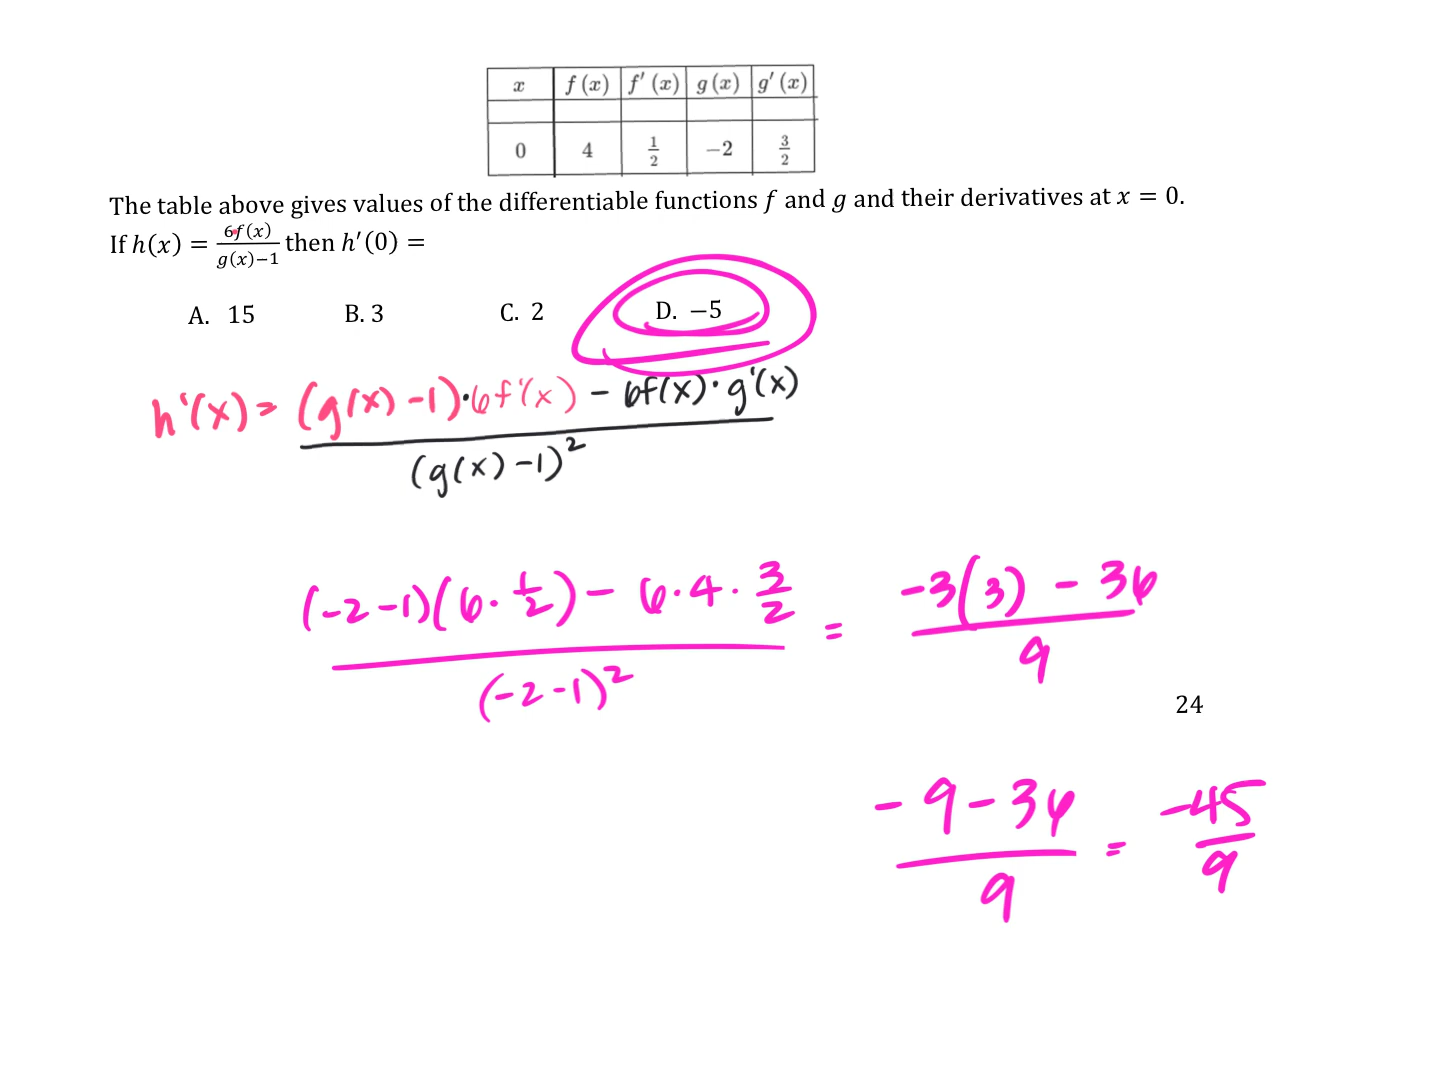 x f(x) f′(x) g(x) g′(x)
0 4 1/2 −2 3/2
The table above gives values of the differentiable functions f and g and their derivatives at x = 0.
If h(x) = 6f(x)/(g(x)−1) then h′(0) =
A. 15 B. 3 C. 2 D. −5
h'(x) = (g(x) −1)·6f'(x) − 6f(x)·g'(x)
(g(x) −1)²
(−2−1)(6·1/2) − 6·4·3/2 = −3(3) − 36
(−2−1)² 9
24
−9−36 = −45
9 9